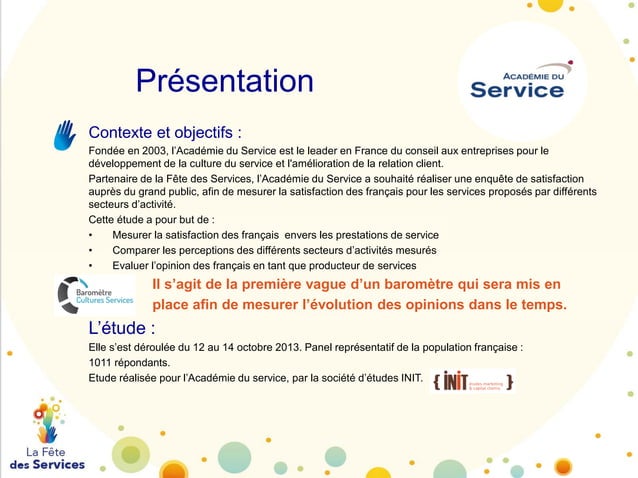 Présentation
ACADÉMIE DU
Service
Contexte et objectifs :
Fondée en 2003, l’Académie du Service est le leader en France du conseil aux entreprises pour le
développement de la culture du service et l'amélioration de la relation client.
Partenaire de la Fête des Services, l’Académie du Service a souhaité réaliser une enquête de satisfaction
auprès du grand public, afin de mesurer la satisfaction des français pour les services proposés par différents
secteurs d’activité.
Cette étude a pour but de :
• Mesurer la satisfaction des français envers les prestations de service
• Comparer les perceptions des différents secteurs d’activités mesurés
• Evaluer l’opinion des français en tant que producteur de services
Baromètre
Cultures Services
Il s’agit de la première vague d’un baromètre qui sera mis en
place afin de mesurer l’évolution des opinions dans le temps.
L’étude :
Elle s’est déroulée du 12 au 14 octobre 2013. Panel représentatif de la population française :
1011 répondants.
Etude réalisée pour l’Académie du service, par la société d’études INIT.
{ INIT études marketing
& capital clients }
La Fête
des Services